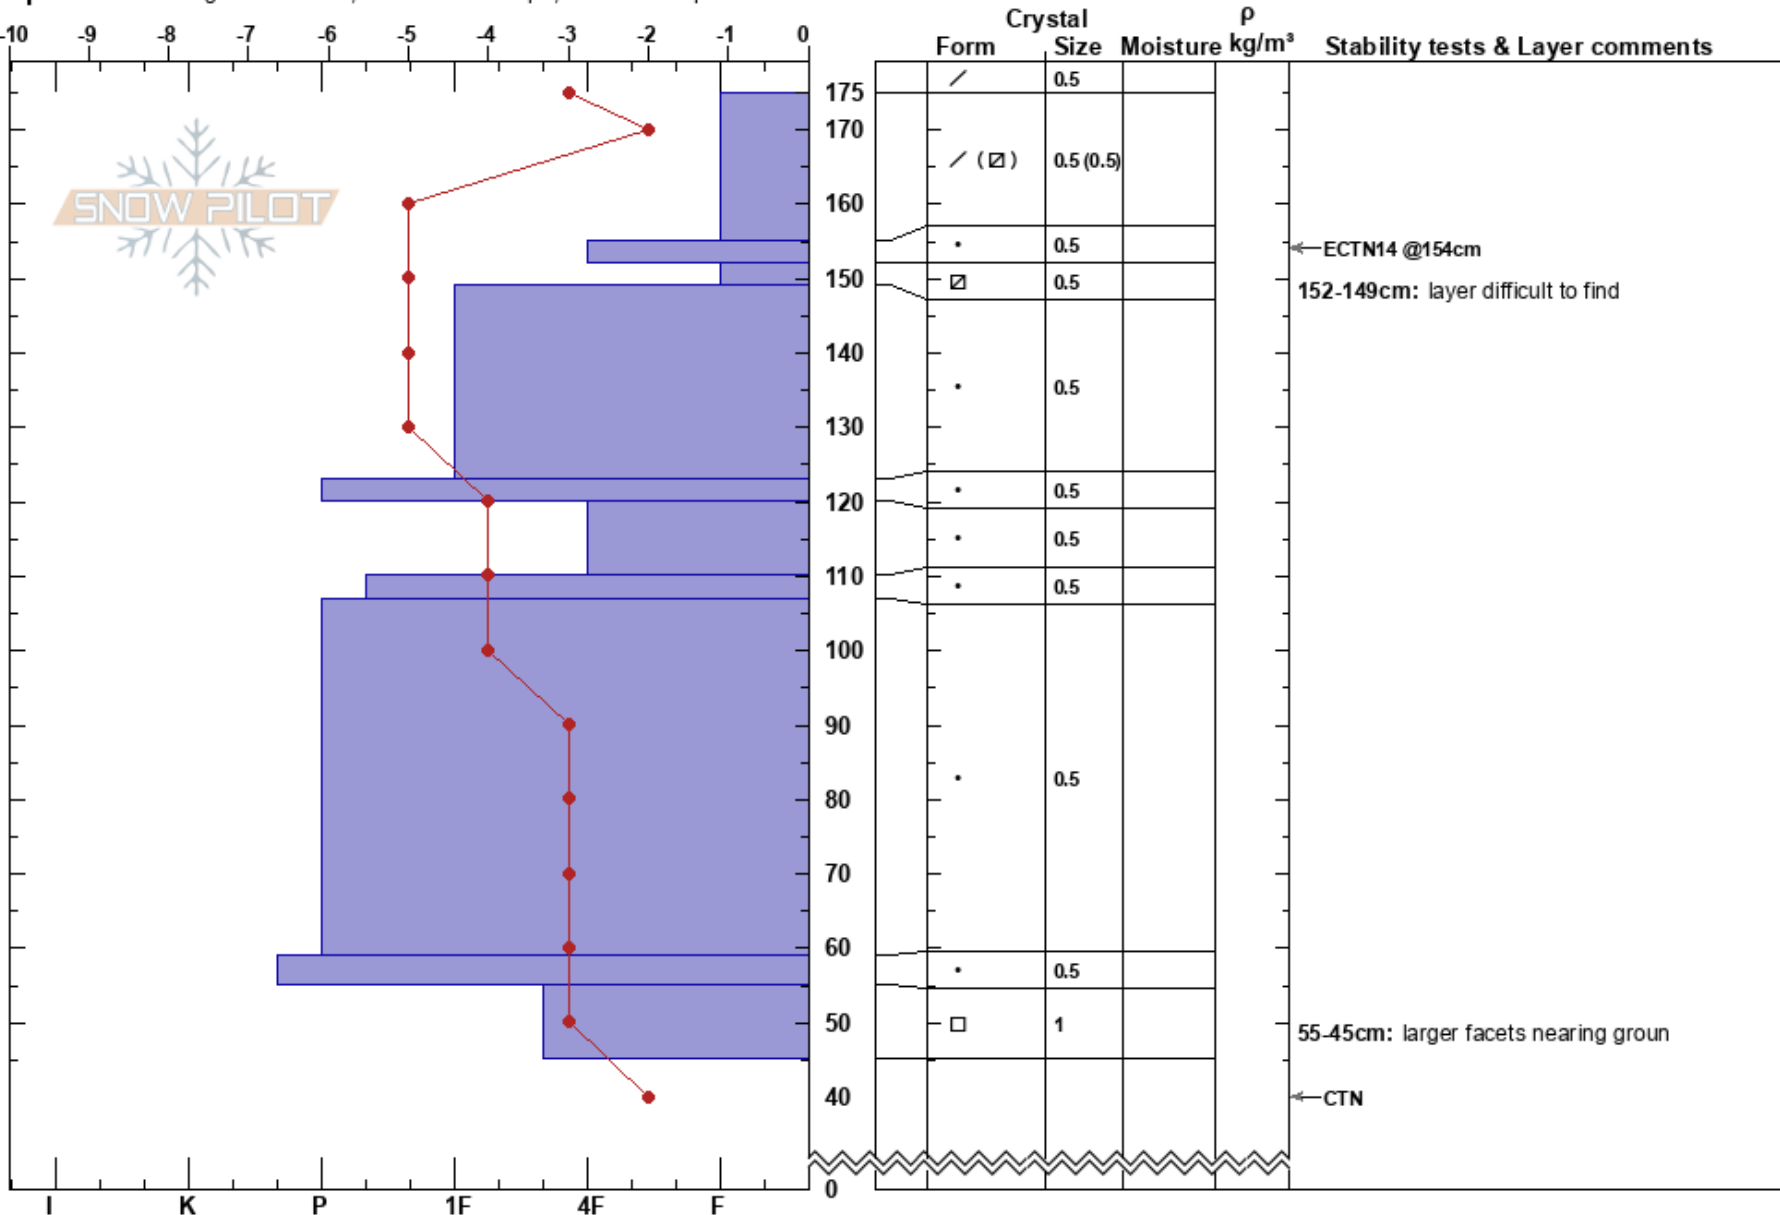 Crystal ρ
-10 -9 -8 -7 -6 -5 -4 -3 -2 -1 0 Form Size Moisture kg/m³ Stability tests & Layer comments
0.5
175
170
SNOW PILOT
0.5 (0.5)
160
0.5 ECTN14 @154cm
150 0.5 152-149cm: layer difficult to find
140
0.5
130
0.5
120
0.5
110
0.5
100
90
0.5
80
70
60
0.5
50 1 55-45cm: larger facets nearing groun
40 CTN
0
I K P 1F 4F F